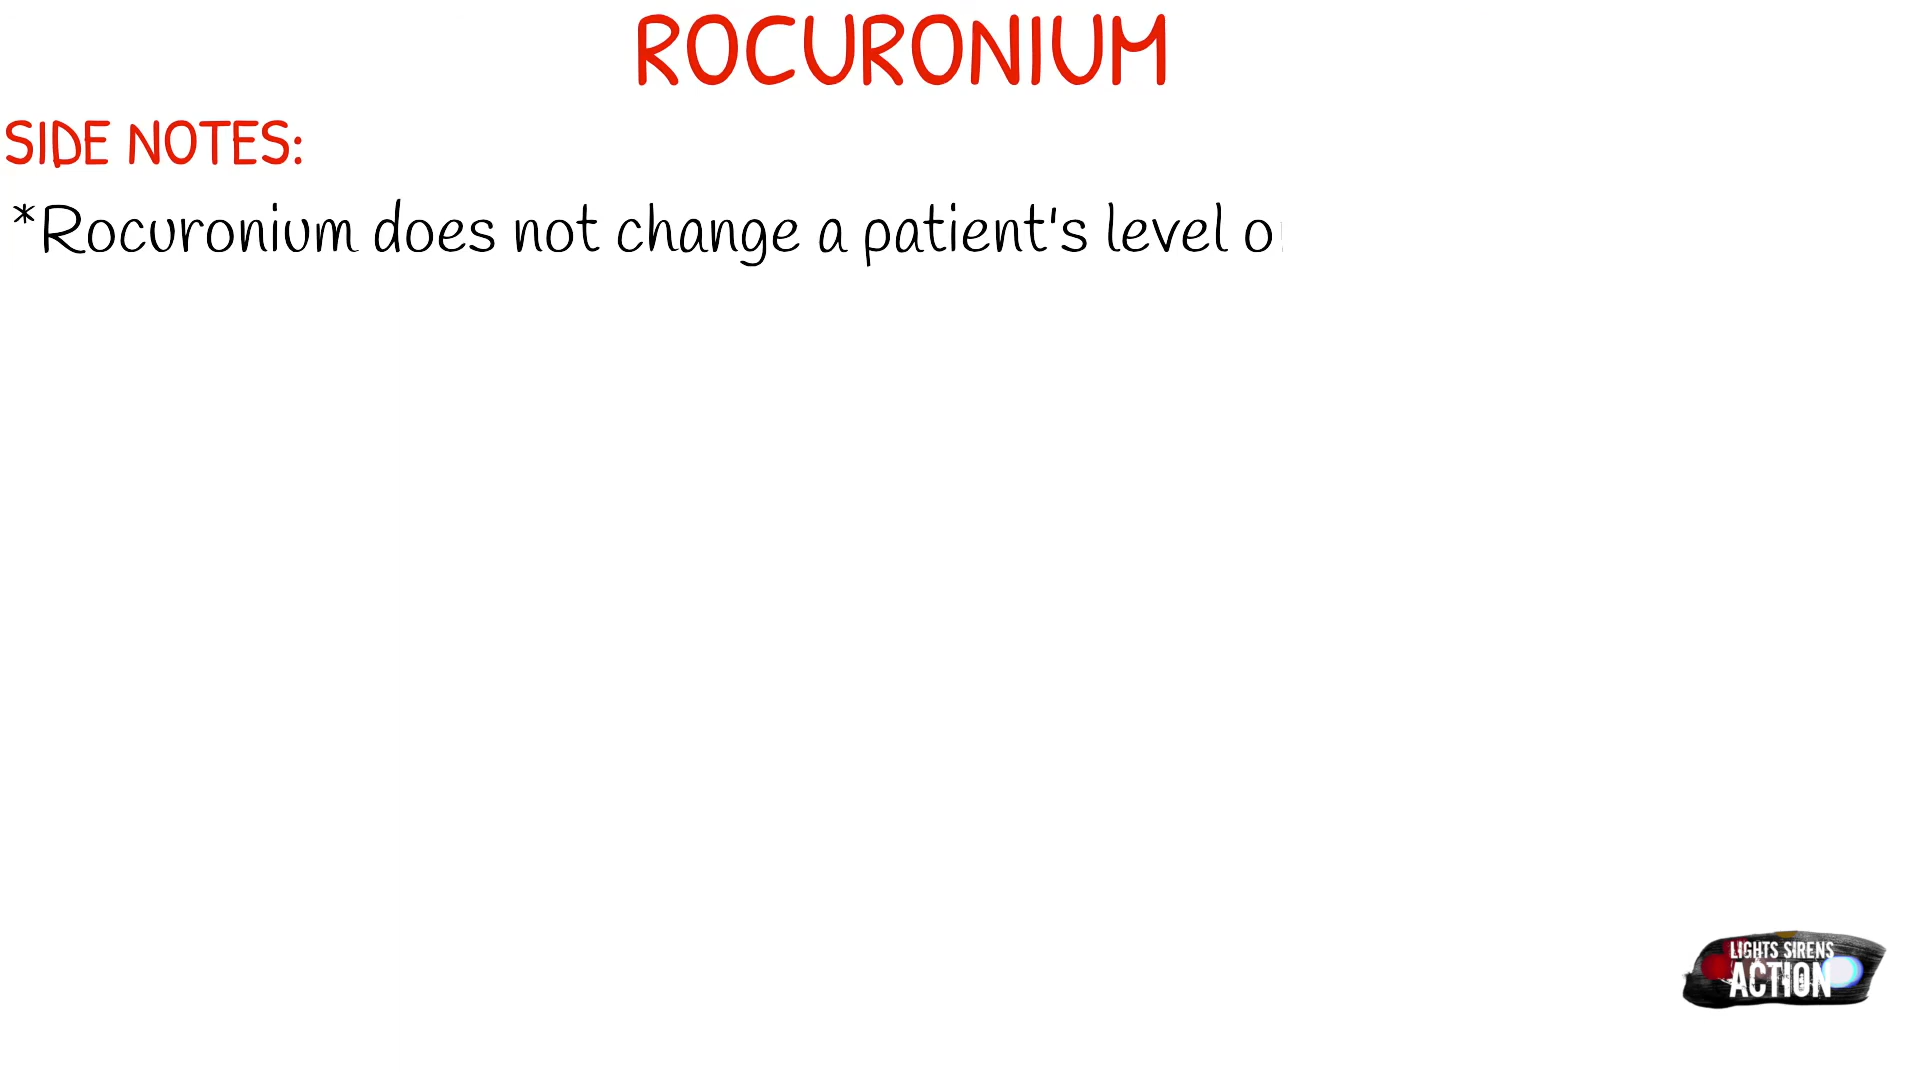 ROCURONIUM
SIDE NOTES:
*Rocuronium does not change a patient's level
LIGHTS SIRENS
ACTION